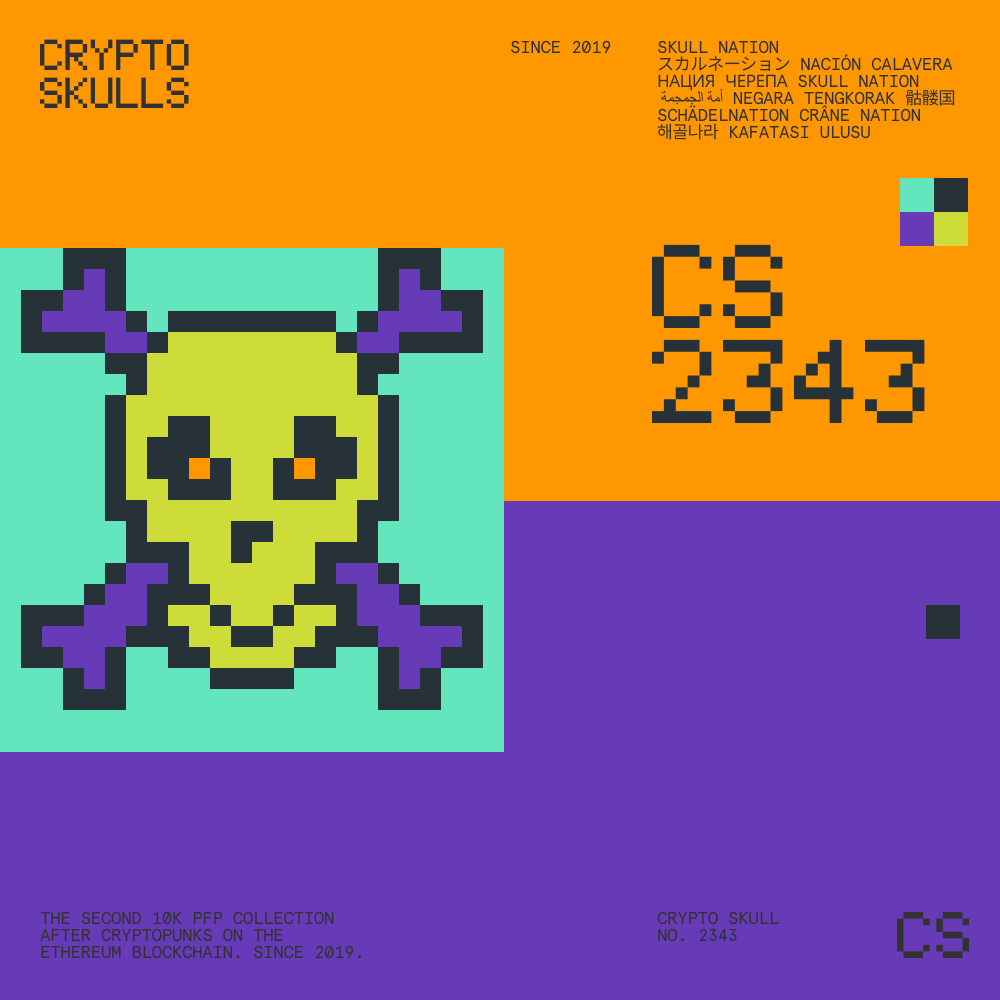 CRYPTO
SKULLS
SINCE 2019
SKULL NATION
スカルネーション NACIÓN CALAVERA
НАЦИЯ ЧЕРЕПА SKULL NATION
أمة الجمجمة NEGARA TENGKORAK 骷髅国
SCHÄDELNATION CRÂNE NATION
해골나라 KAFATASI ULUSU
CS
2343
THE SECOND 10K PFP COLLECTION
AFTER CRYPTOPUNKS ON THE
ETHEREUM BLOCKCHAIN. SINCE 2019.
CRYPTO SKULL
NO. 2343
CS